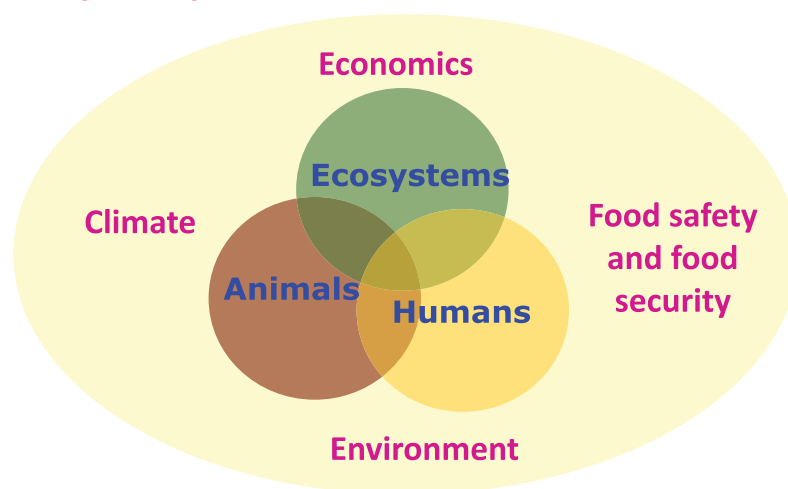 Economics
Ecosystems
Climate
Food safety
and food
security
Animals
Humans
Environment